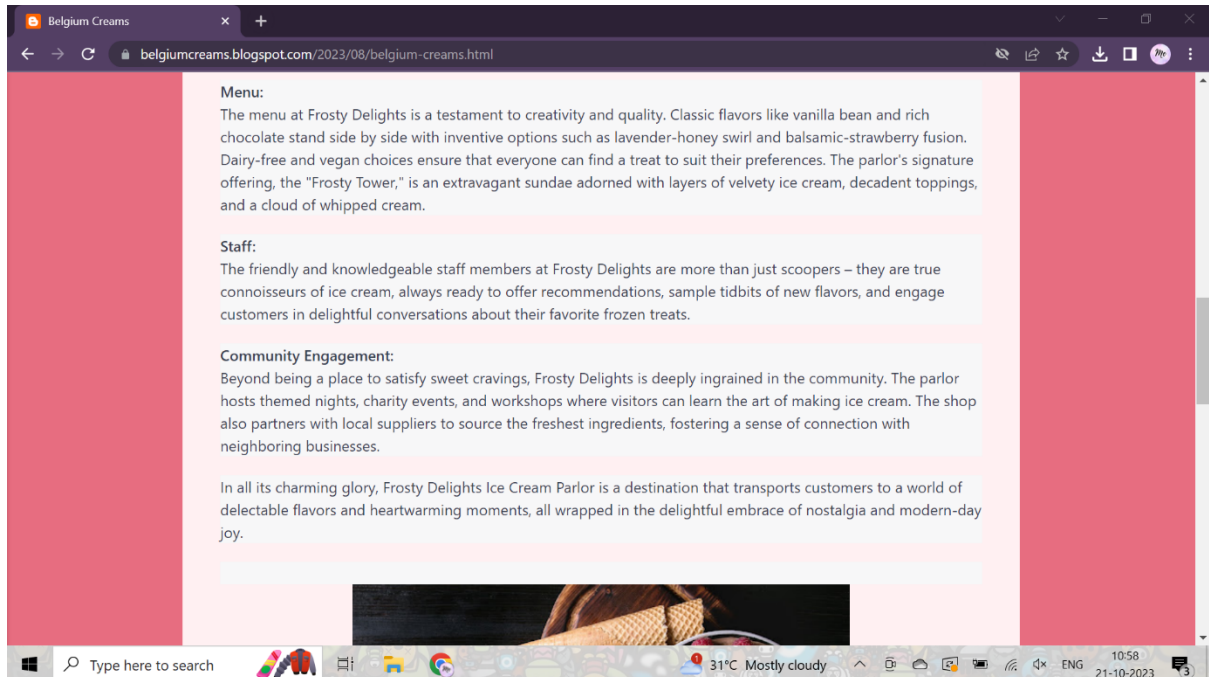 Belgium Creams
belgiumcreams.blogspot.com/2023/08/belgium-creams.html
Menu:
The menu at Frosty Delights is a testament to creativity and quality. Classic flavors like vanilla bean and rich
chocolate stand side by side with inventive options such as lavender-honey swirl and balsamic-strawberry fusion.
Dairy-free and vegan choices ensure that everyone can find a treat to suit their preferences. The parlor's signature
offering, the "Frosty Tower," is an extravagant sundae adorned with layers of velvety ice cream, decadent toppings,
and a cloud of whipped cream.
Staff:
The friendly and knowledgeable staff members at Frosty Delights are more than just scoopers – they are true
connoisseurs of ice cream, always ready to offer recommendations, sample tidbits of new flavors, and engage
customers in delightful conversations about their favorite frozen treats.
Community Engagement:
Beyond being a place to satisfy sweet cravings, Frosty Delights is deeply ingrained in the community. The parlor
hosts themed nights, charity events, and workshops where visitors can learn the art of making ice cream. The shop
also partners with local suppliers to source the freshest ingredients, fostering a sense of connection with
neighboring businesses.
In all its charming glory, Frosty Delights Ice Cream Parlor is a destination that transports customers to a world of
delectable flavors and heartwarming moments, all wrapped in the delightful embrace of nostalgia and modern-day
joy.
Type here to search
1
31°C Mostly cloudy
ENG
10:58
21-10-2023
3